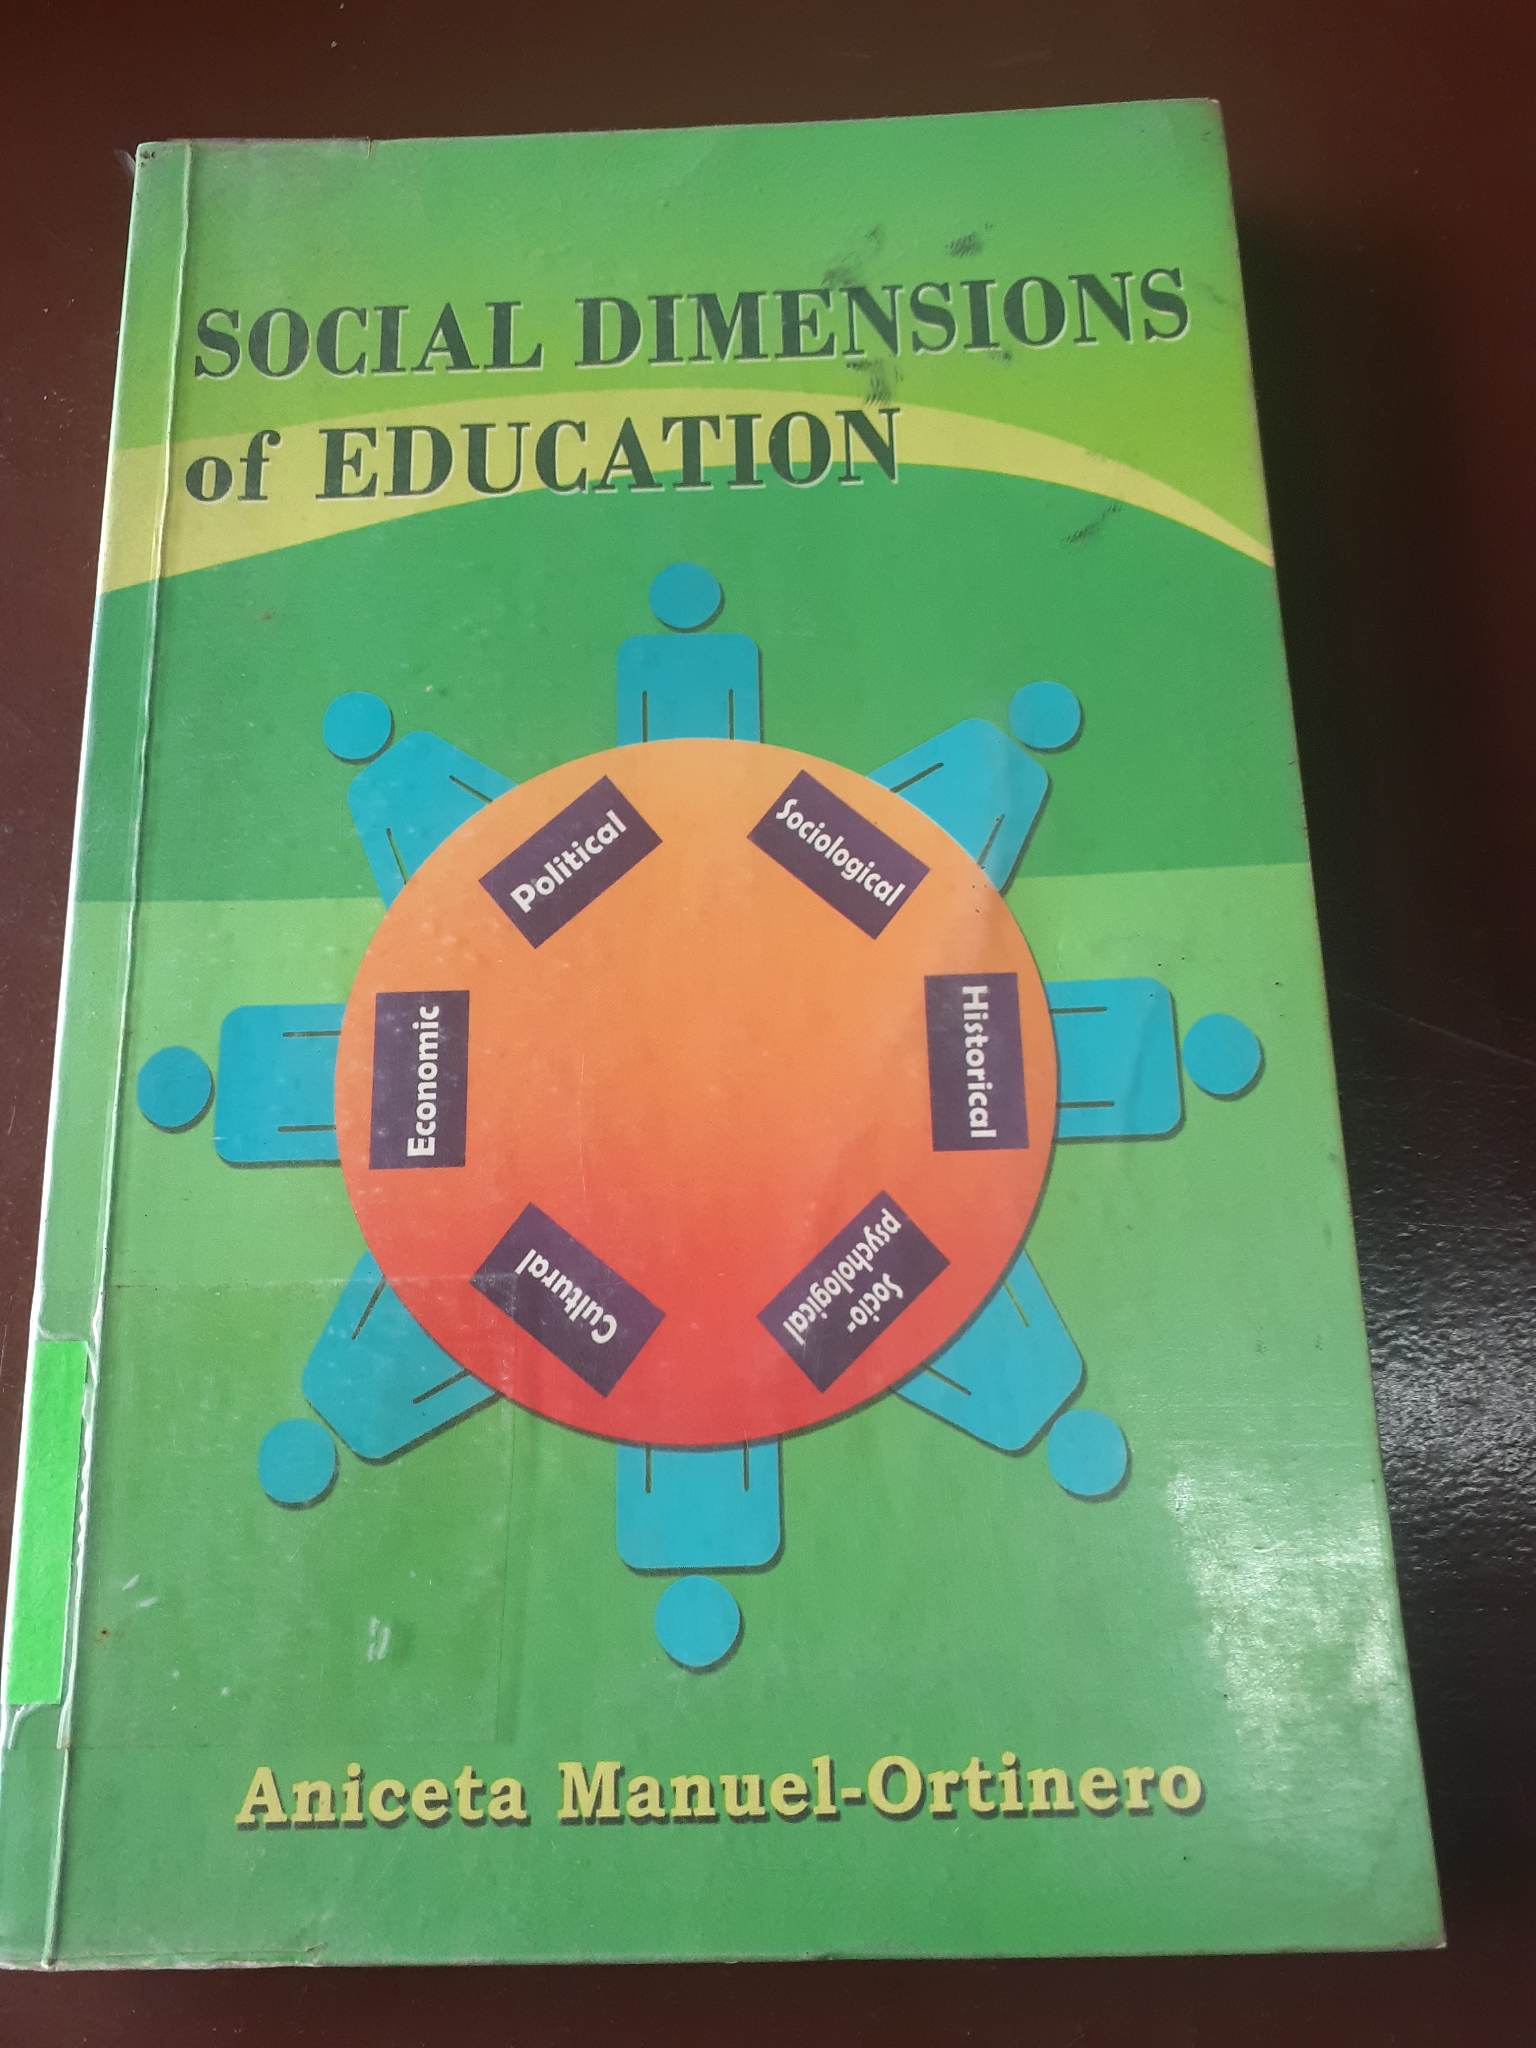 SOCIAL DIMENSIONS
of EDUCATION
Political
Sociological
Economic
Historical
Cultural
Socio-
psychological
Aniceta Manuel-Ortinero